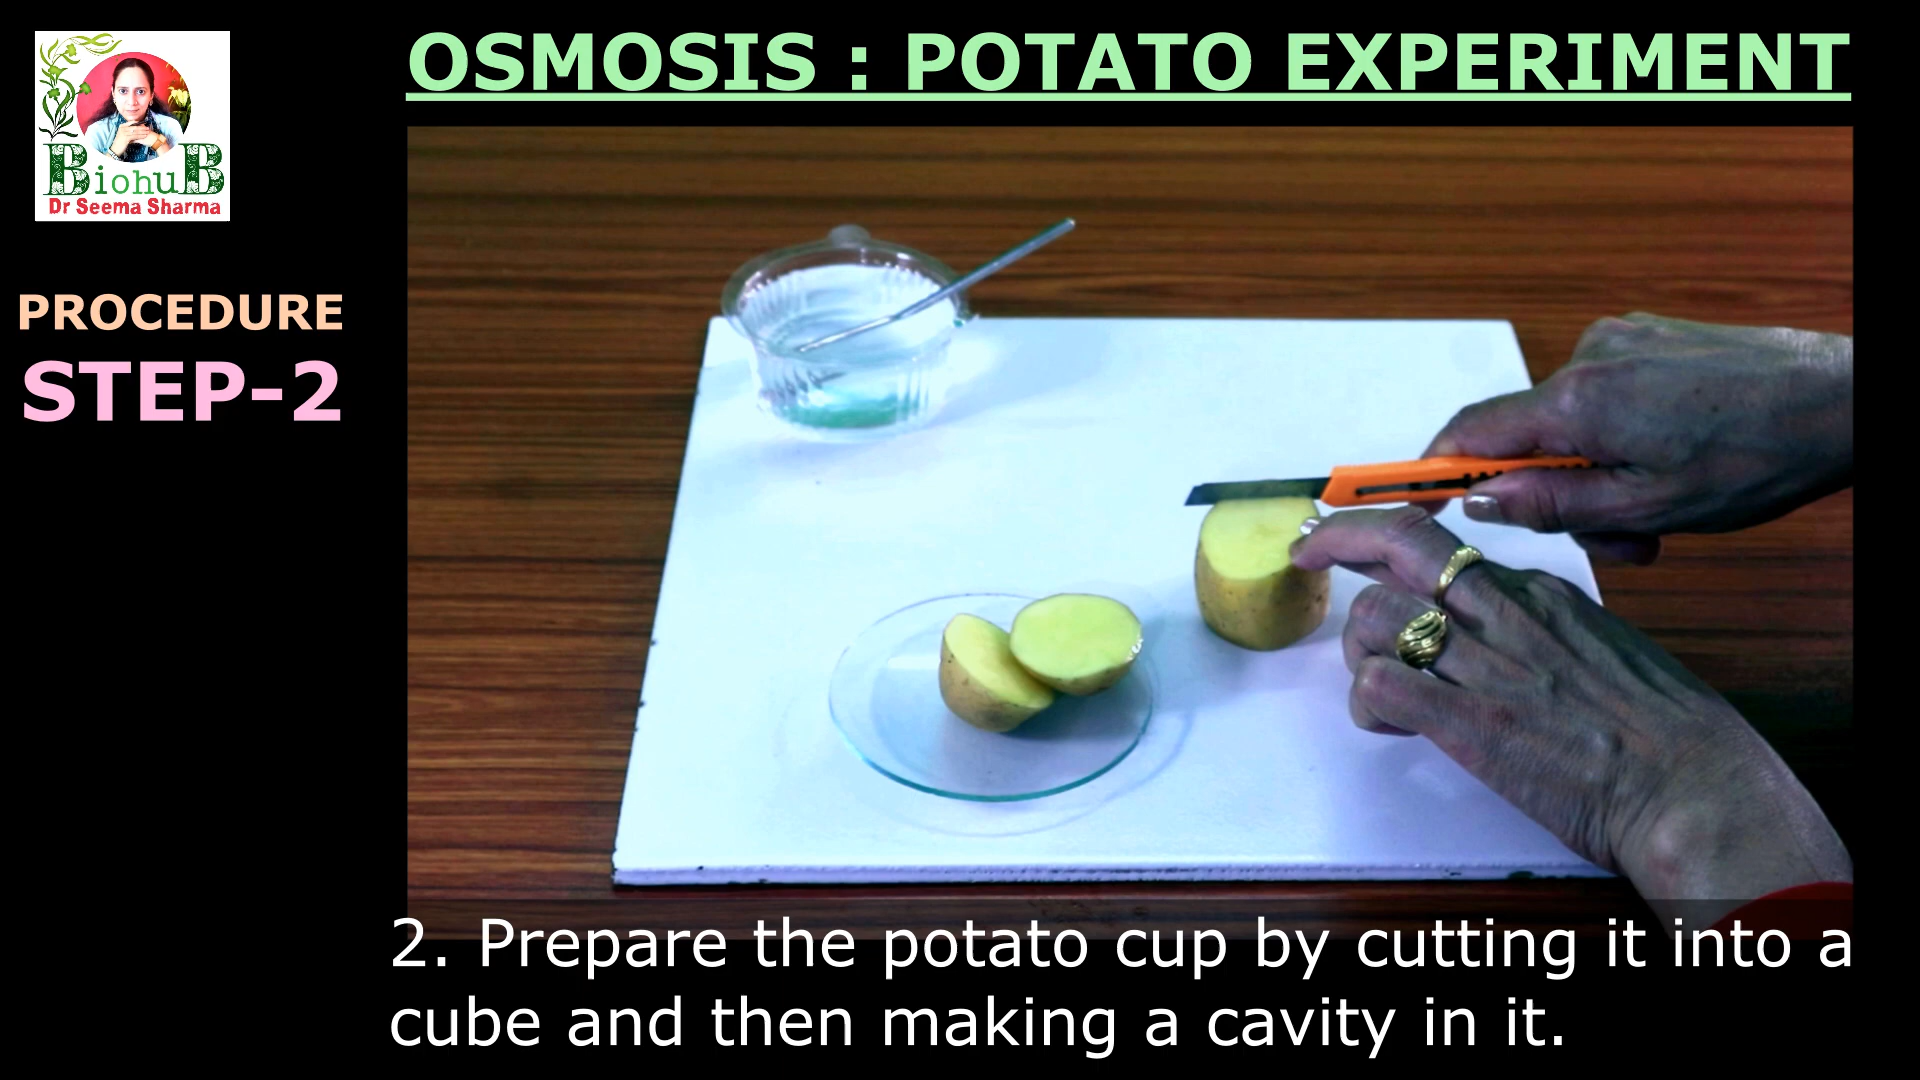 OSMOSIS : POTATO EXPERIMENT
BiohuB
Dr Seema Sharma
PROCEDURE
STEP-2
2. Prepare the potato cup by cutting it into a
cube and then making a cavity in it.